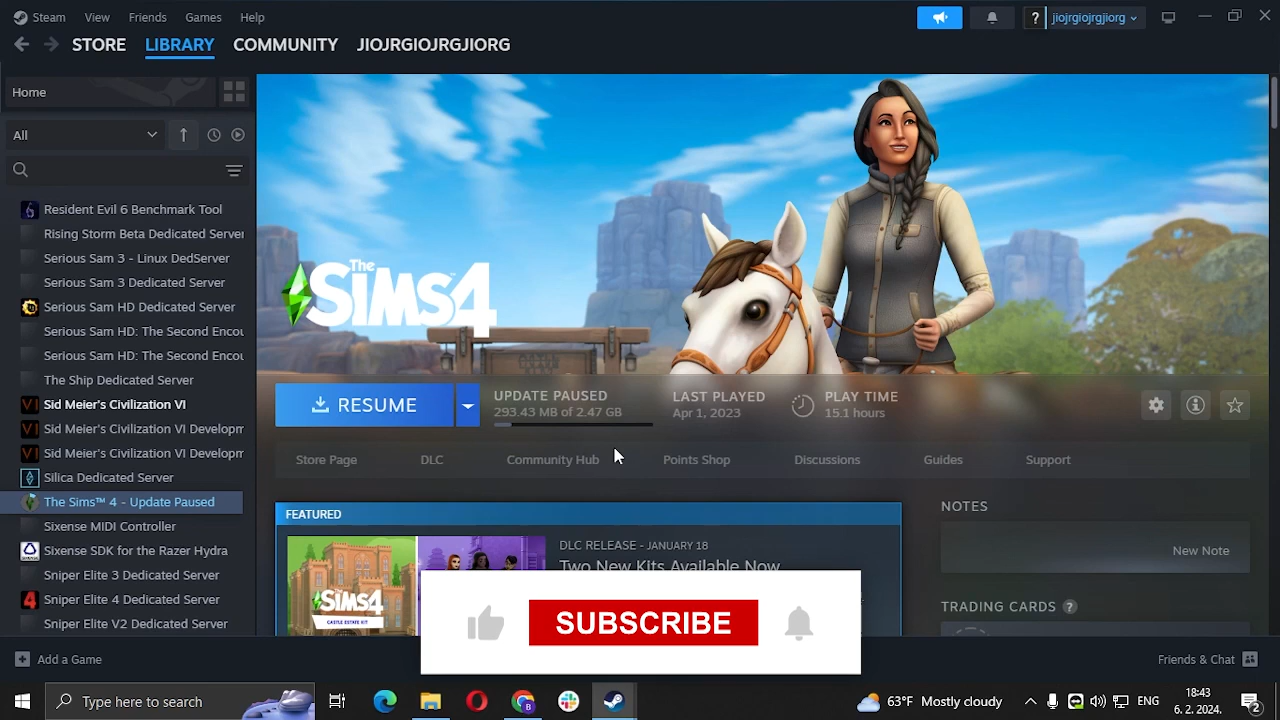 Steam View Friends Games Help
jiojrgiojrgjiorg
STORE LIBRARY COMMUNITY JIOJRGIOJRGJIORG
Home
All
Resident Evil 6 Benchmark Tool
Rising Storm Beta Dedicated Server
Serious Sam 3 - Linux DedServer
Serious Sam 3 Dedicated Server
Serious Sam HD Dedicated Server
Serious Sam HD: The Second Encou
Serious Sam HD: The Second Encou
The Ship Dedicated Server
Sid Meier's Civilization VI
Sid Meier's Civilization VI Developm
Sid Meier's Civilization VI Developm
Silica Dedicated Server
The Sims™ 4 - Update Paused
Sixense MIDI Controller
Sixense SDK for the Razer Hydra
Sniper Elite 3 Dedicated Server
Sniper Elite 4 Dedicated Server
Sniper Elite V2 Dedicated Server
The
SIMS4
RESUME
UPDATE PAUSED
293.43 MB of 2.47 GB
LAST PLAYED
Apr 1, 2023
PLAY TIME
15.1 hours
Store Page DLC Community Hub Points Shop Discussions Guides Support
FEATURED
The
SIMS4
CASTLE ESTATE KIT
DLC RELEASE - JANUARY 18
Two New Kits Available Now
NOTES
New Note
TRADING CARDS ?
SUBSCRIBE
Add a Game
Friends & Chat
Type here to search
63°F Mostly cloudy
ENG
18:43
6. 2. 2024.
2